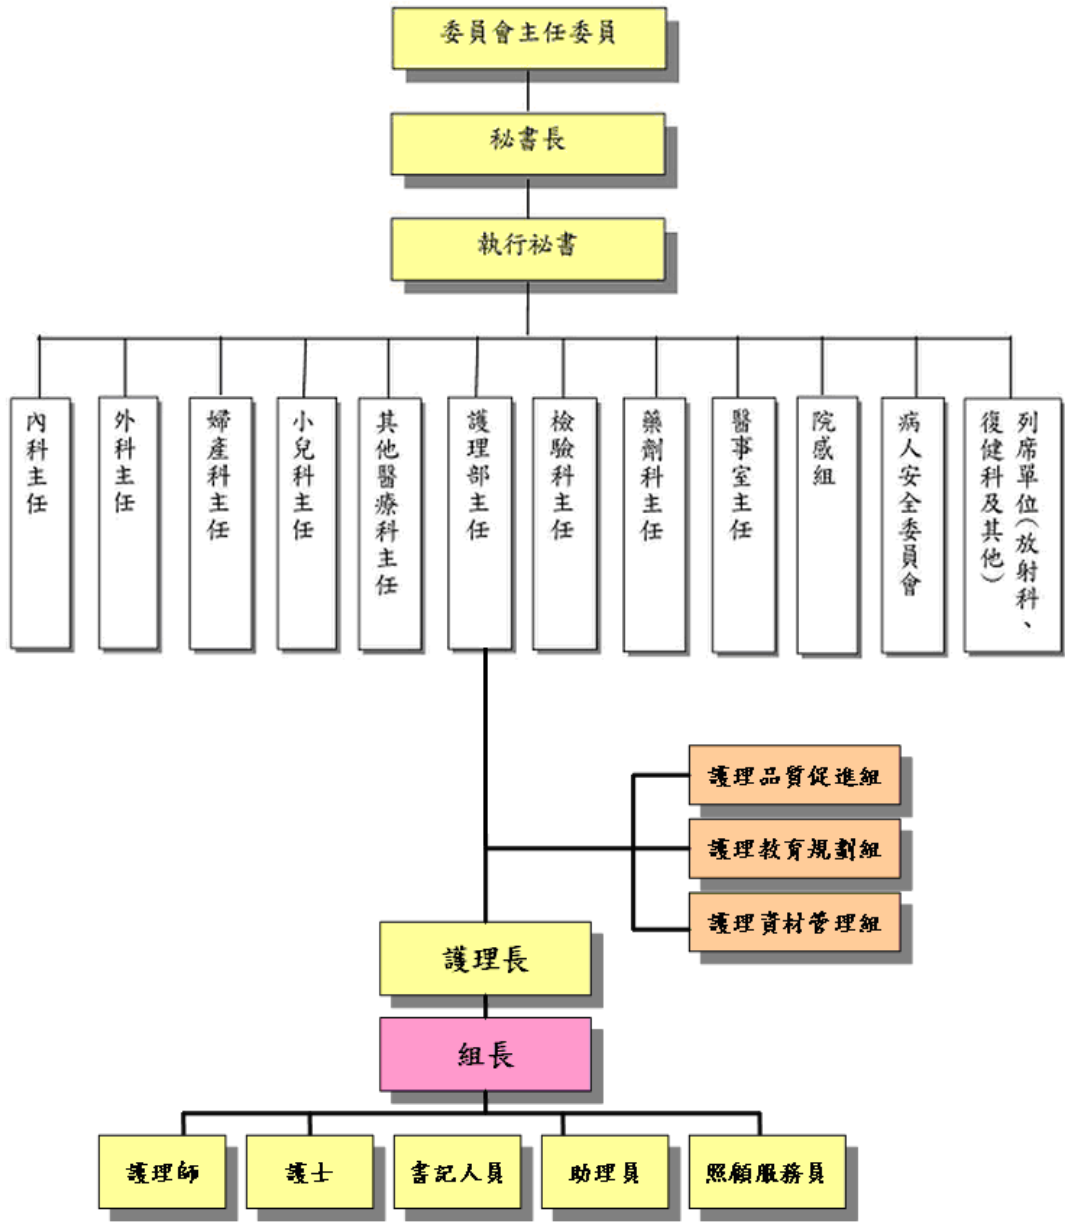 委員會主任委員
秘書長
執行祕書
內科主任
外科主任
婦產科主任
小兒科主任
其他醫療科主任
護理部主任
檢驗科主任
藥劑科主任
醫事室主任
院感組
病人安全委員會
列席單位(放射科、
復健科及其他)
護理品質促進組
護理教育規劃組
護理資材管理組
護理長
組長
護理師
護士
書記人員
助理員
照顧服務員